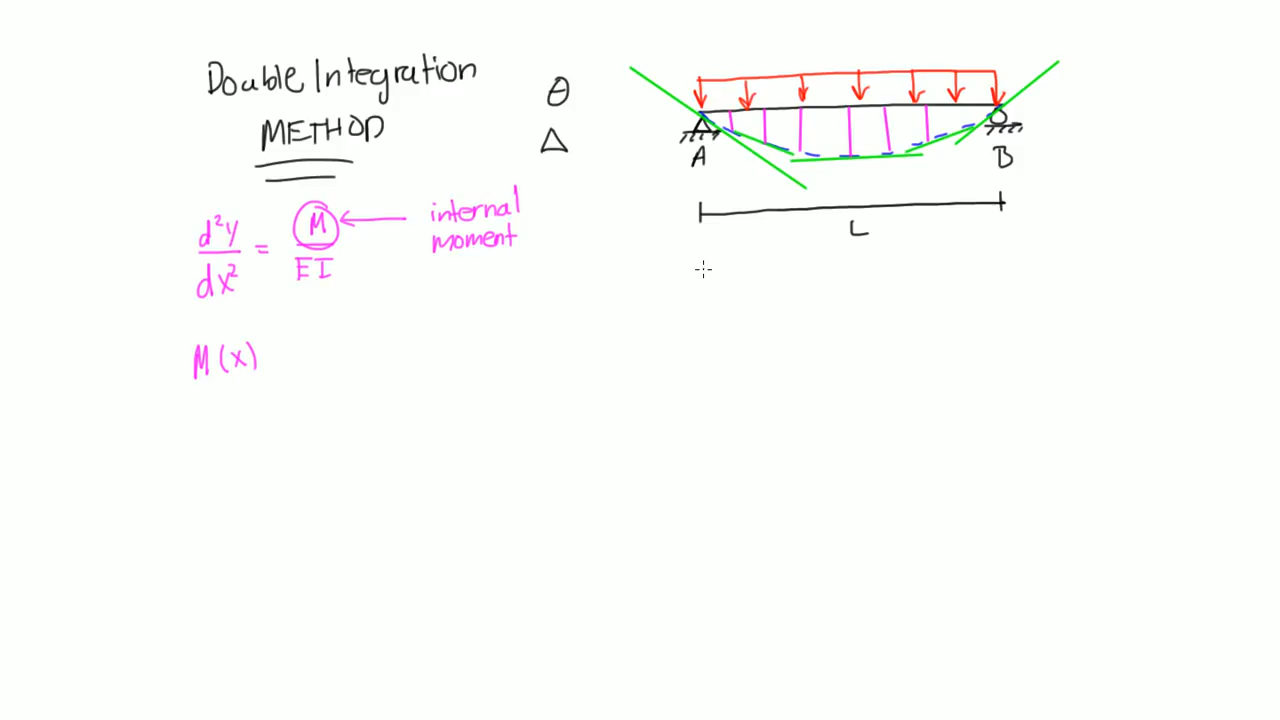 Double Integration
METHOD
θ
Δ
A
B
L
d²y/dx² = M/EI
internal
moment
M(x)